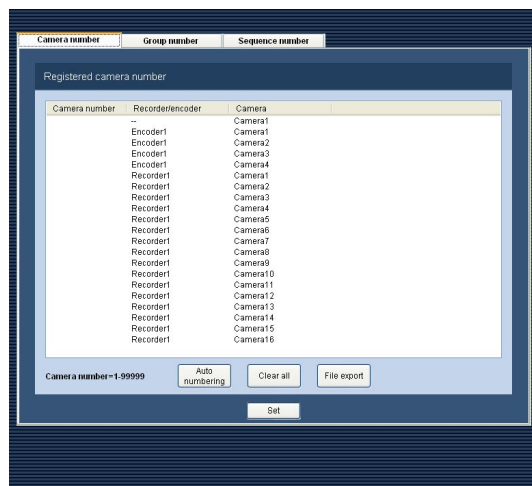 Camera number Group number Sequence number
Registered camera number
Camera number Recorder/encoder Camera
-- Camera1
Encoder1 Camera1
Encoder1 Camera2
Encoder1 Camera3
Encoder1 Camera4
Recorder1 Camera1
Recorder1 Camera2
Recorder1 Camera3
Recorder1 Camera4
Recorder1 Camera5
Recorder1 Camera6
Recorder1 Camera7
Recorder1 Camera8
Recorder1 Camera9
Recorder1 Camera10
Recorder1 Camera11
Recorder1 Camera12
Recorder1 Camera13
Recorder1 Camera14
Recorder1 Camera15
Recorder1 Camera16
Camera number=1-99999
Auto
numbering
Clear all
File export
Set